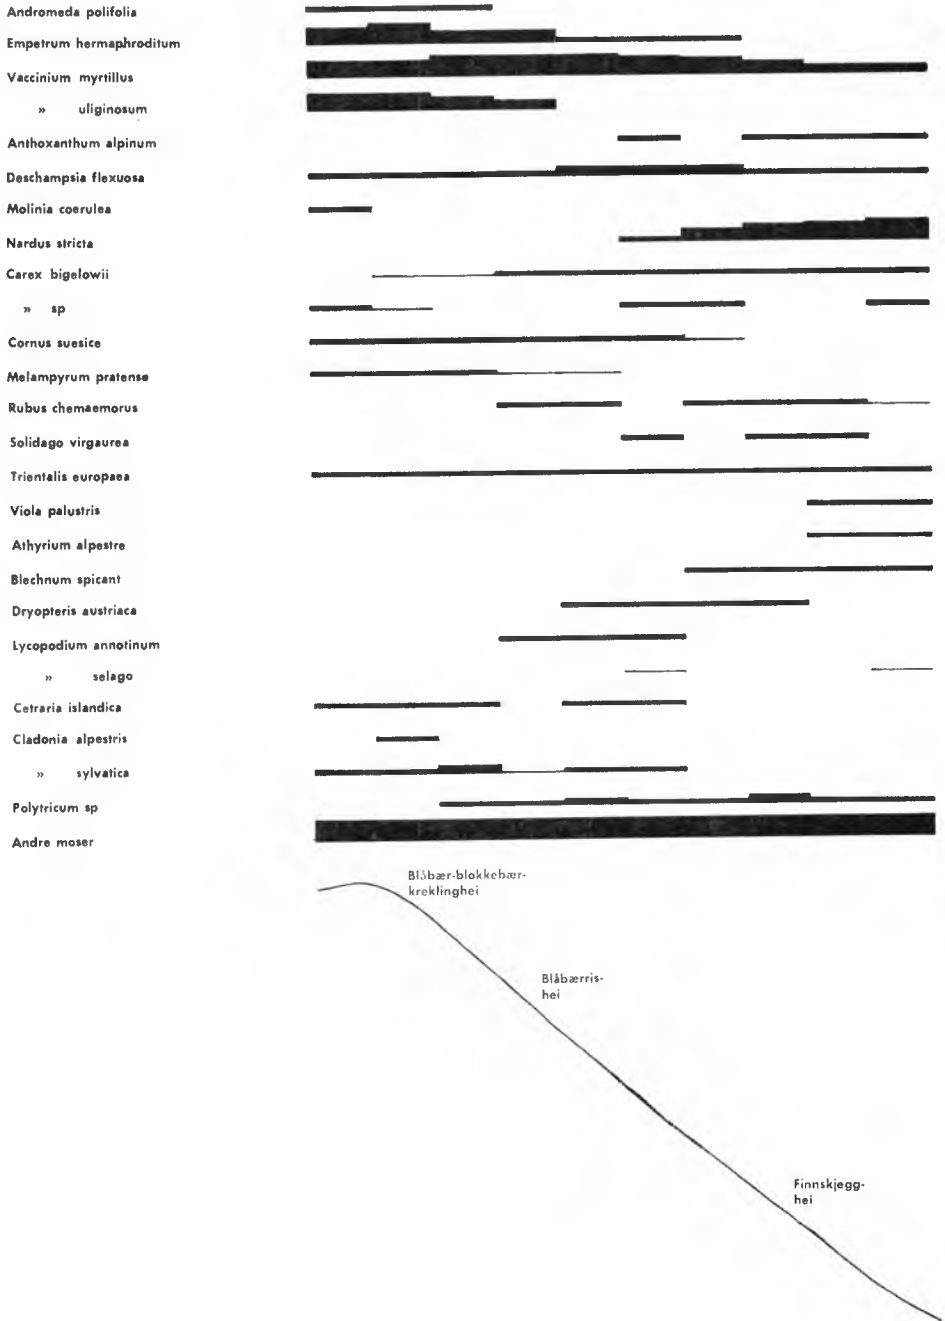 Andromeda polifolia
Empetrum hermaphroditum
Vaccinium myrtillus
» uliginosum
Anthoxanthum alpinum
Deschampsia flexuosa
Molinia coerulea
Nardus stricta
Carex bigelowii
» sp
Cornus suesice
Melampyrum pratense
Rubus chemaemorus
Solidago virgaurea
Trientalis europaea
Viola palustris
Athyrium alpestre
Blechnum spicant
Dryopteris austriaca
Lycopodium annotinum
» selago
Cetraria islandica
Cladonia alpestris
» sylvatica
Polytricum sp
Andre moser
Blåbær-blokkebær-
kreklinghei
Blåbærris-
hei
Finnskjegg-
hei